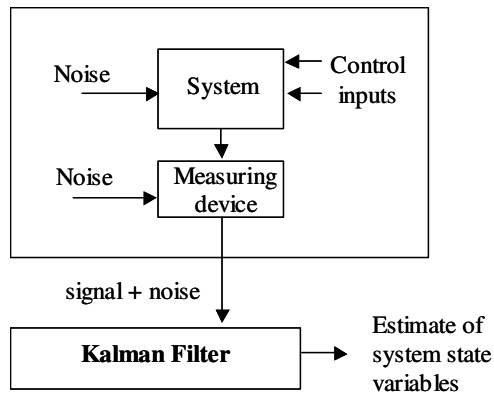 Noise
System
Control
inputs
Noise
Measuring
device
signal + noise
Kalman Filter
Estimate of
system state
variables